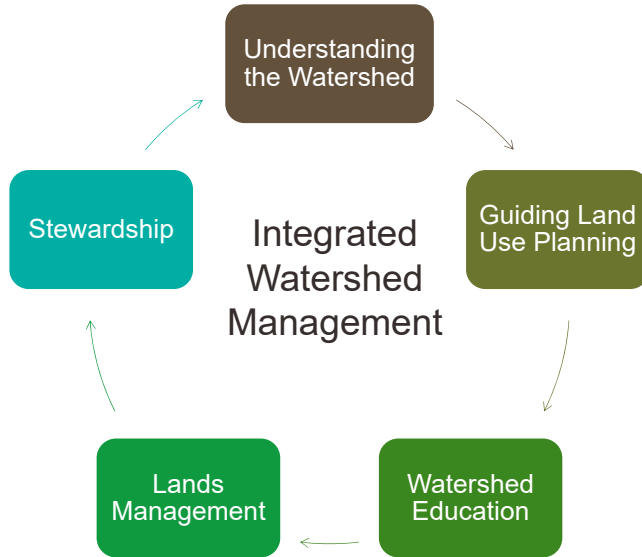 Understanding
the Watershed
Guiding Land
Use Planning
Watershed
Education
Lands
Management
Stewardship
Integrated
Watershed
Management